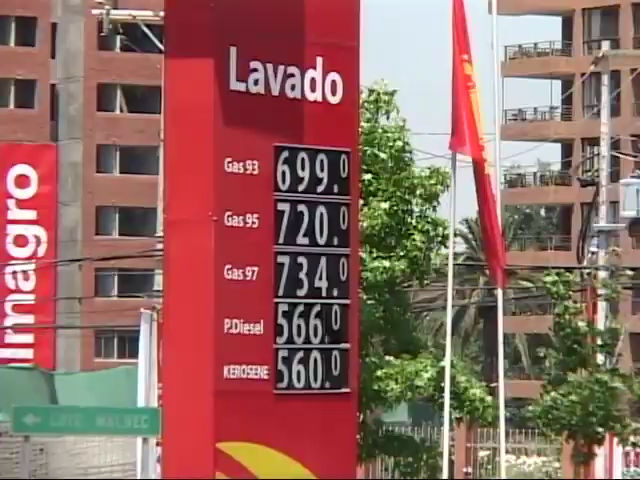 Lavado
Gas 93 699.0
Gas 95 720.0
Gas 97 734.0
P.Diesel 566.0
KEROSENE 560.0
Imagro